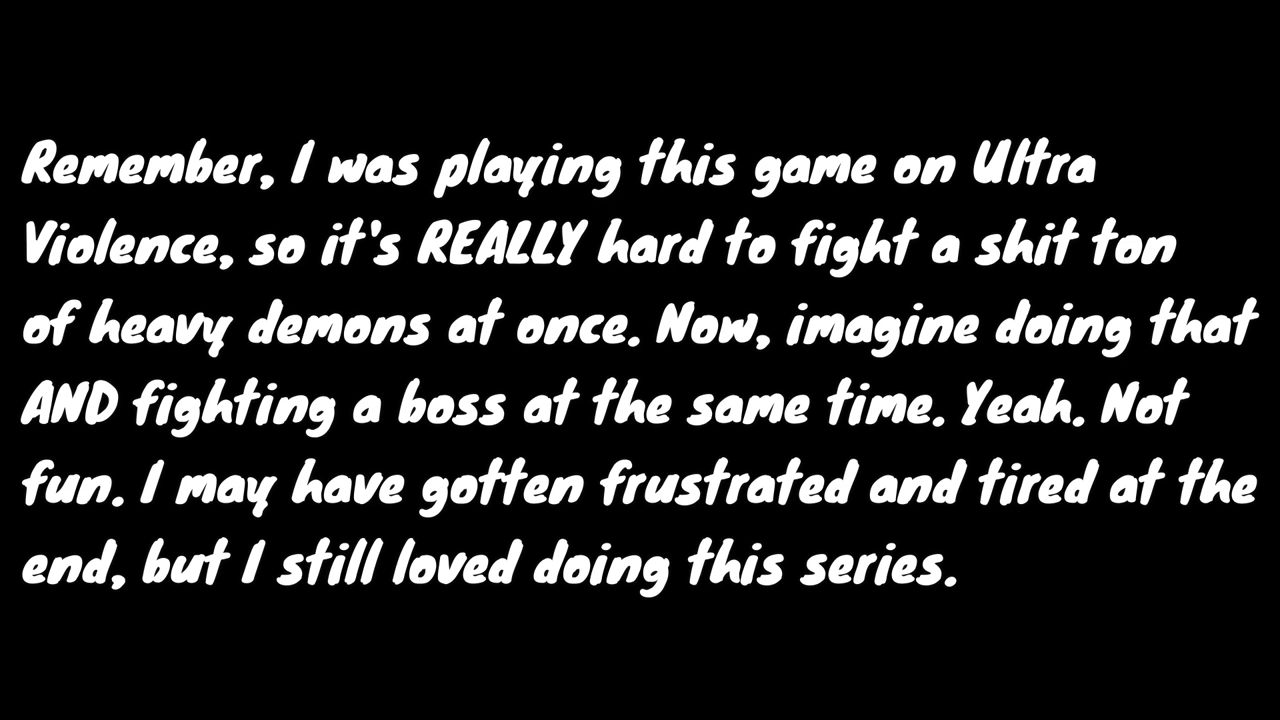 Remember, I was playing this game on Ultra
Violence, so it's REALLY hard to fight a shit ton
of heavy demons at once. Now, imagine doing that
AND fighting a boss at the same time. Yeah. Not
fun. I may have gotten frustrated and tired at the
end, but I still loved doing this series.